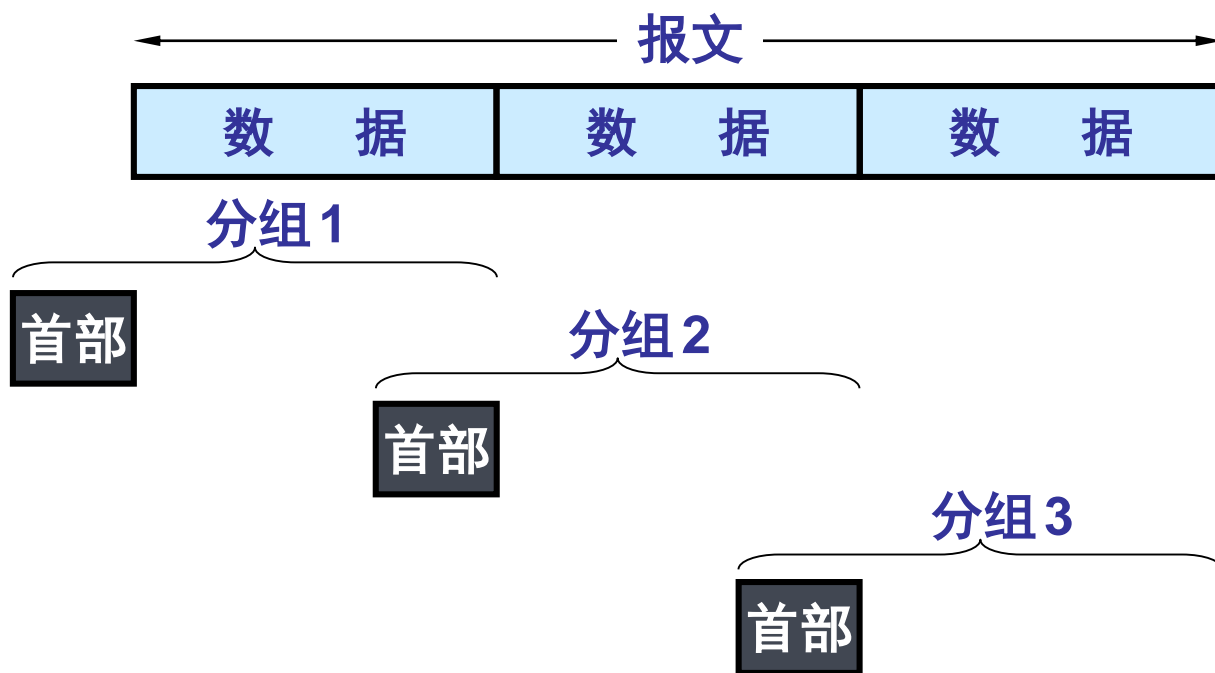 报文
数 据 数 据 数 据
分组 1
首部
分组 2
首部
分组 3
首部